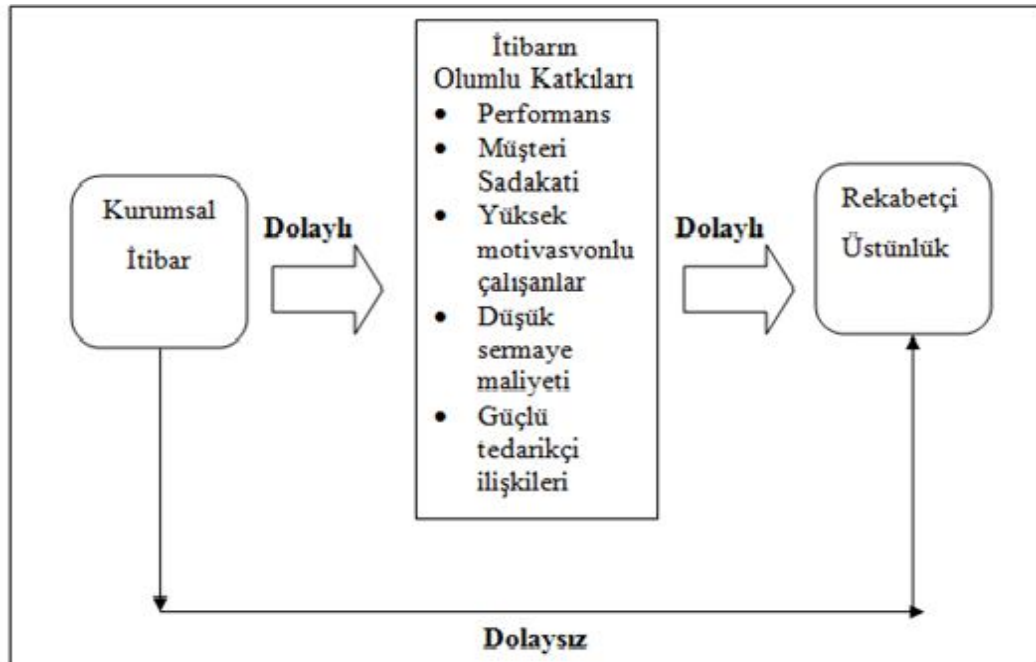 İtibarın
Olumlu Katkıları
• Performans
• Müşteri
Sadakati
• Yüksek
motivasvonlu
çalışanlar
• Düşük
sermaye
maliyeti
• Güçlü
tedarikçi
ilişkileri
Kurumsal
İtibar
Dolaylı
Dolaylı
Rekabetçi
Üstünlük
Dolaysız